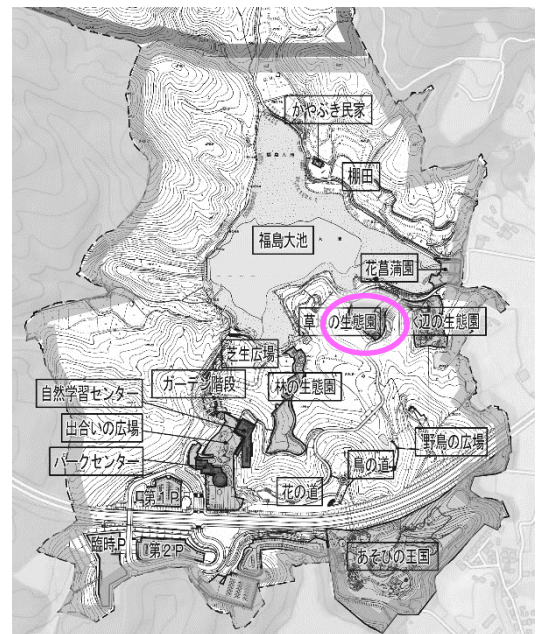 かやぶき民家
棚田
福島大池
福島大池
花菖蒲園
草の生態園
辺の生態園
芝生広場
ガーデン階段
林の生態園
自然学習センター
出合いの広場
パークセンター
野鳥の広場
鳥の道
花の道
第1P
臨時P
第2P
あそびの王国